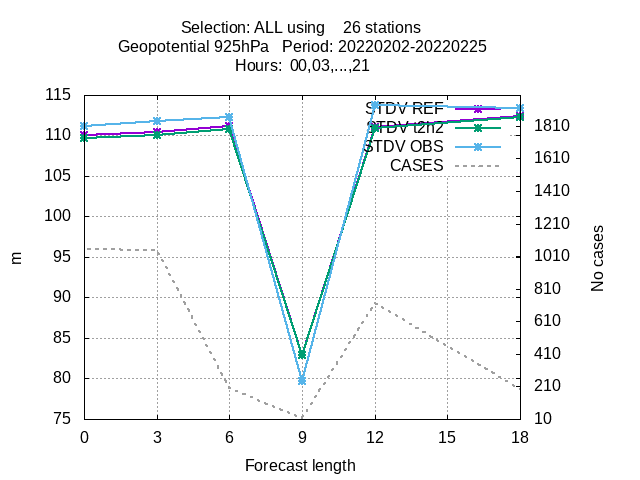 Selection: ALL using    26 stations
Geopotential 925hPa   Period: 20220202-20220225
Hours:  00,03,...,21
115
110
105
100
95
90
85
80
75
m
STDV REF
STDV t2h2
STDV OBS
CASES
1810
1610
1410
1210
1010
810
610
410
210
10
No cases
0 3 6 9 12 15 18
Forecast length